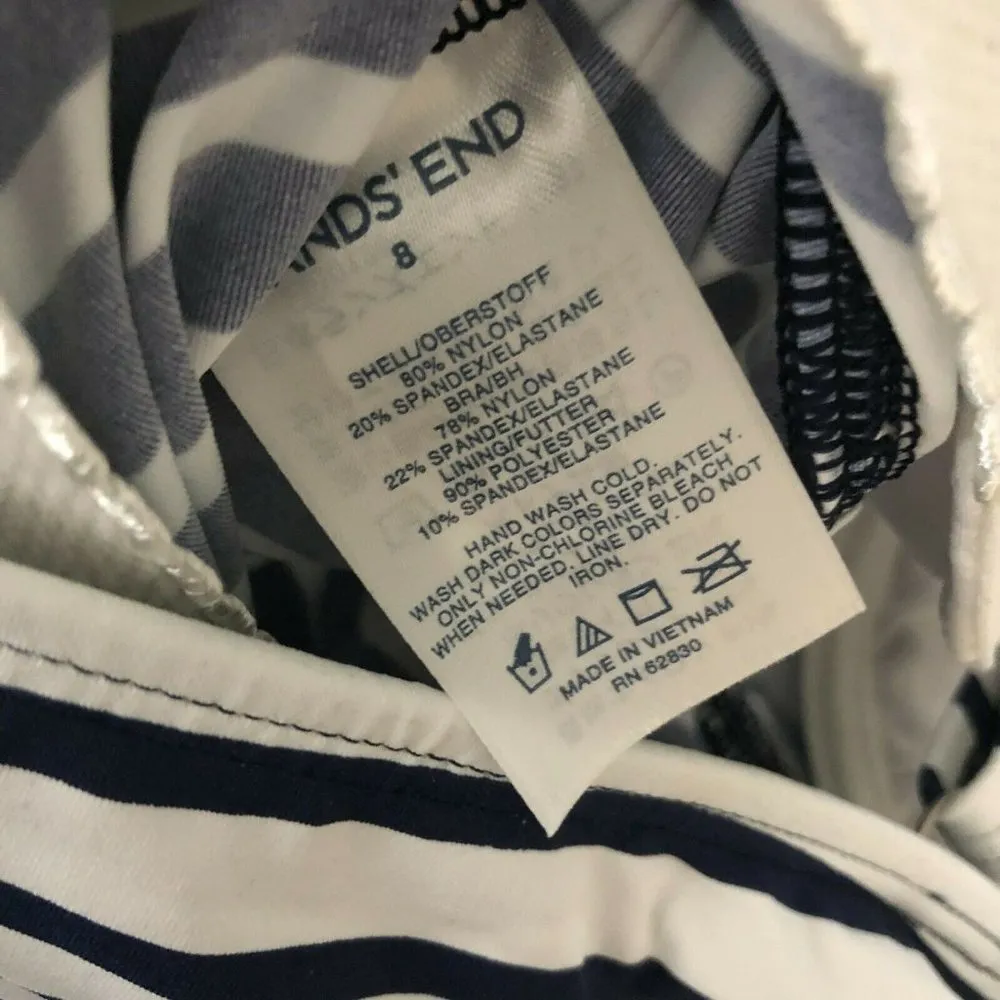 ANDS' END
8
SHELL/OBERSTOFF
80% NYLON
20% SPANDEX/ELASTANE
BRA/BH
78% NYLON
22% SPANDEX/ELASTANE
LINING/FUTTER
90% POLYESTER
10% SPANDEX/ELASTANE
HAND WASH COLD.
WASH DARK COLORS SEPARATELY.
ONLY NON-CHLORINE BLEACH
WHEN NEEDED. LINE DRY. DO NOT
IRON.
MADE IN VIETNAM
RN 62830